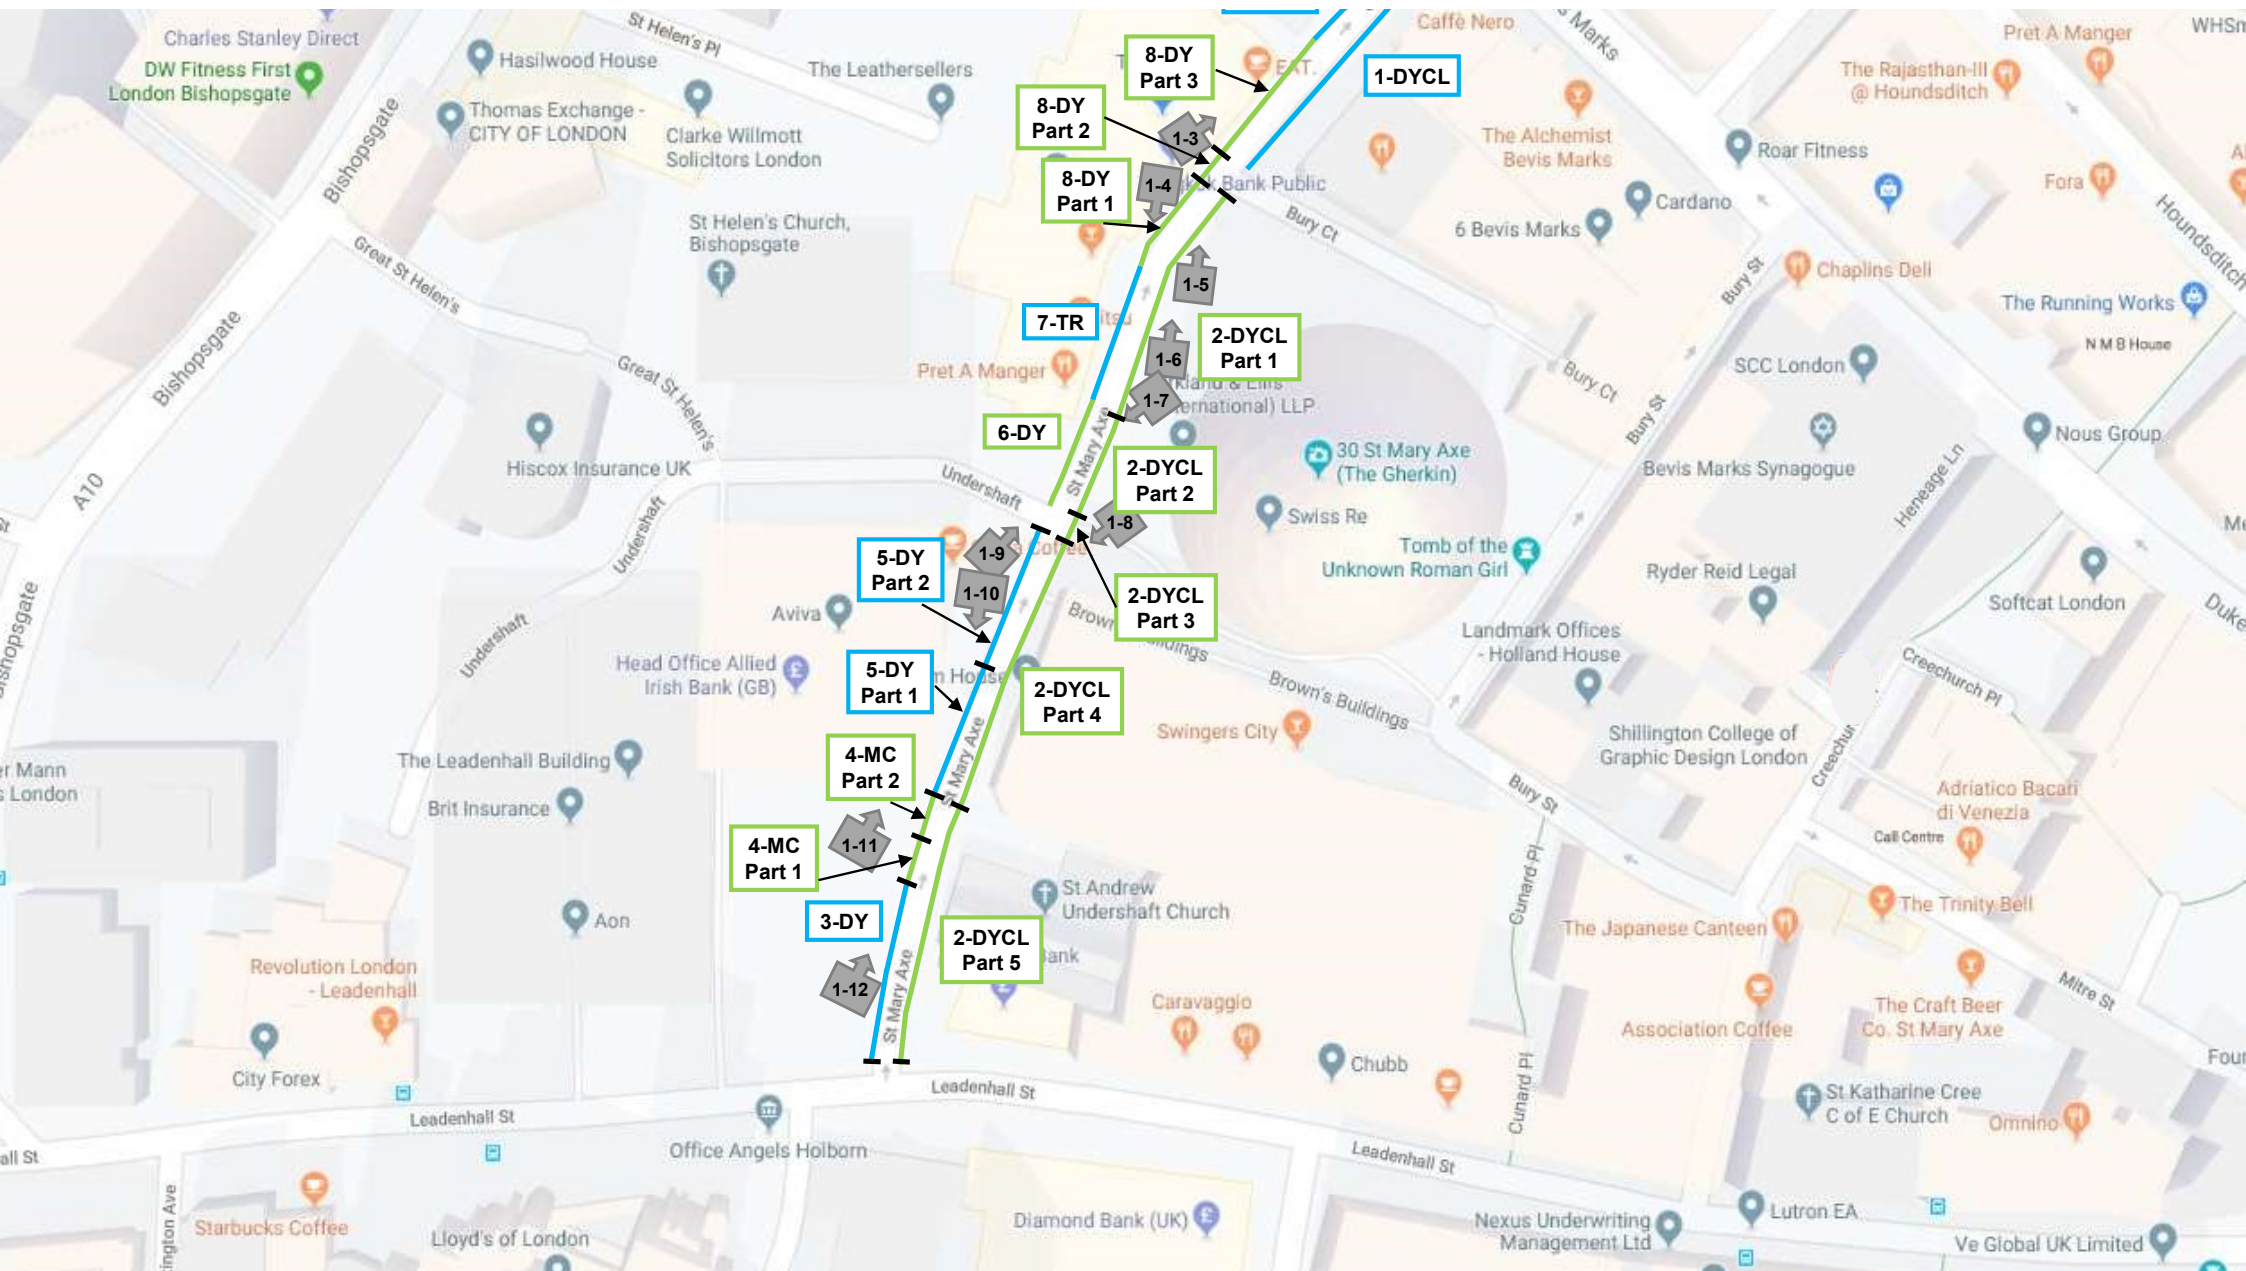 Charles Stanley Direct
DW Fitness First
London Bishopsgate
Hasilwood House
St Helen's Pl
The Leathersellers
Thomas Exchange -
CITY OF LONDON
Clarke Willmott
Solicitors London
Bishopsgate
St Helen's Church,
Bishopsgate
Great St Helen's
Great St Helen's
Bishopsgate
A10
Hiscox Insurance UK
Undershaft
Undershaft
Undershaft
8-DY
Part 3
8-DY
Part 2
8-DY
Part 1
EAT.
1-3
1-4
1-5
1-6
1-7
1-8
1-9
1-10
1-11
1-12
1-DYCL
Caffè Nero
Marks
Pret A Manger
The Rajasthan-III
@ Houndsditch
The Alchemist
Bevis Marks
Roar Fitness
Bank Public
Bury Ct
Cardano
6 Bevis Marks
Fora
Houndsditch
Chaplins Deli
Bury St
The Running Works
N M B House
7-TR
2-DYCL
Part 1
Pret A Manger
6-DY
St Mary Axe
2-DYCL
Part 2
ernational) LLP
Bury Ct
Bury St
SCC London
30 St Mary Axe
(The Gherkin)
Swiss Re
Bevis Marks Synagogue
Nous Group
Heneage Ln
Tomb of the
Unknown Roman Girl
Ryder Reid Legal
Softcat London
Duke
5-DY
Part 2
2-DYCL
Part 3
Aviva
Head Office Allied
Irish Bank (GB)
5-DY
Part 1
2-DYCL
Part 4
Brown's Buildings
Landmark Offices
- Holland House
Creechurch Pl
Swingers City
Shillington College of
Graphic Design London
The Leadenhall Building
Brit Insurance
4-MC
Part 2
St Mary Axe
Bury St
Adriatico Bacari
di Venezia
Call Centre
4-MC
Part 1
St Andrew
Undershaft Church
Cunard Pl
The Trinity Bell
The Japanese Canteen
Aon
3-DY
2-DYCL
Part 5
St Mary Axe
Revolution London
- Leadenhall
Caravaggio
Association Coffee
The Craft Beer
Co. St Mary Axe
Mitre St
City Forex
Chubb
Cunard Pl
Leadenhall St
Leadenhall St
Leadenhall St
St Katharine Cree
C of E Church
Omnino
Office Angels Holborn
Starbucks Coffee
Lloyd's of London
Diamond Bank (UK)
Nexus Underwriting
Management Ltd
Lutron EA
Ve Global UK Limited